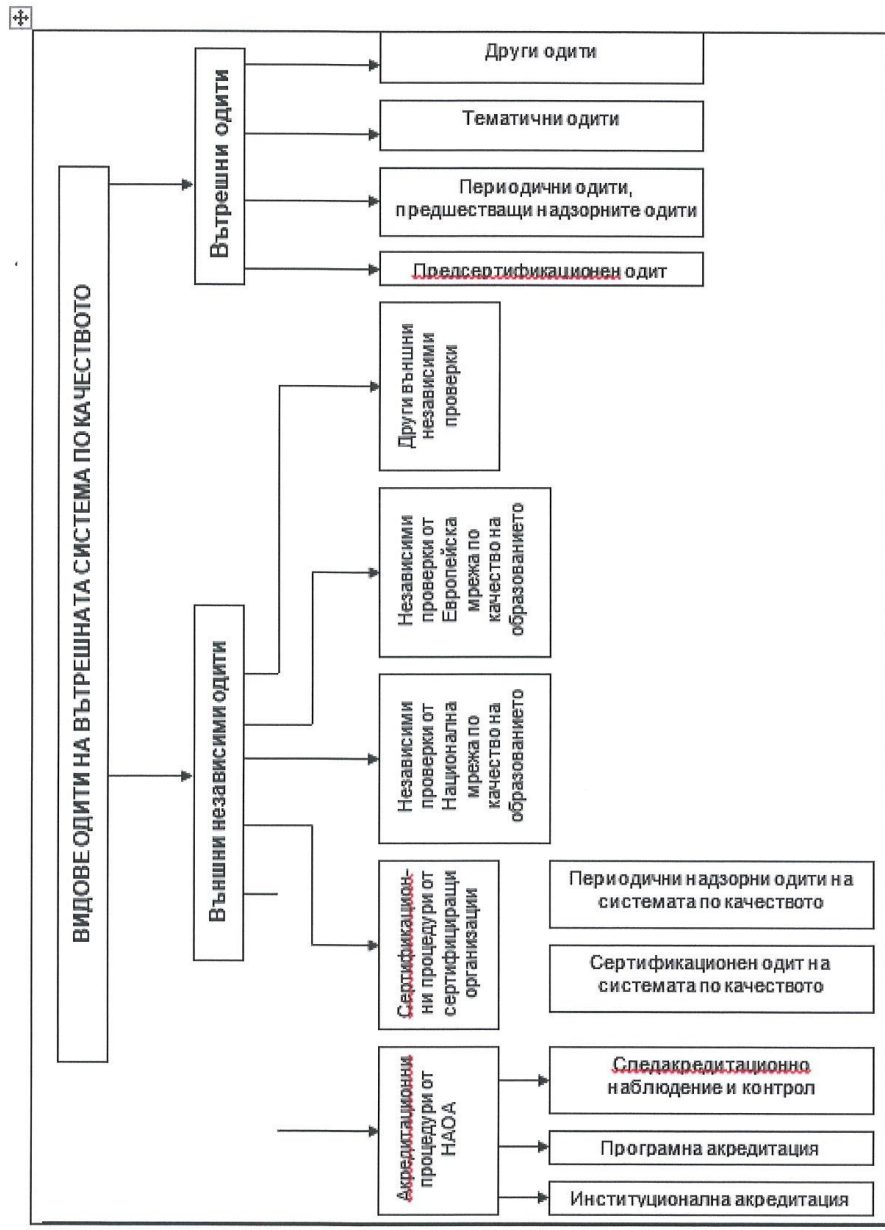 ВИДОВЕ ОДИТИ НА ВЪТРЕШНАТА СИСТЕМА ПО КАЧЕСТВОТО
Външни независими одити
Вътрешни одити
Акредитационни
процедури от
НАОА
Сертификацион-
ни процедури от
сертифициращи
организации
Независими
проверки от
Национална
мрежа по
качество на
образованието
Независими
проверки от
Европейска
мрежа по
качество на
образованието
Други външни
независими
проверки
Предсертификационен одит
Периодични одити,
предшестващи надзорните одити
Тематични одити
Други одити
Институционална акредитация
Програмна акредитация
Следакредитационно
наблюдение и контрол
Сертификационен одит на
системата по качеството
Периодични надзорни одити на
системата по качеството